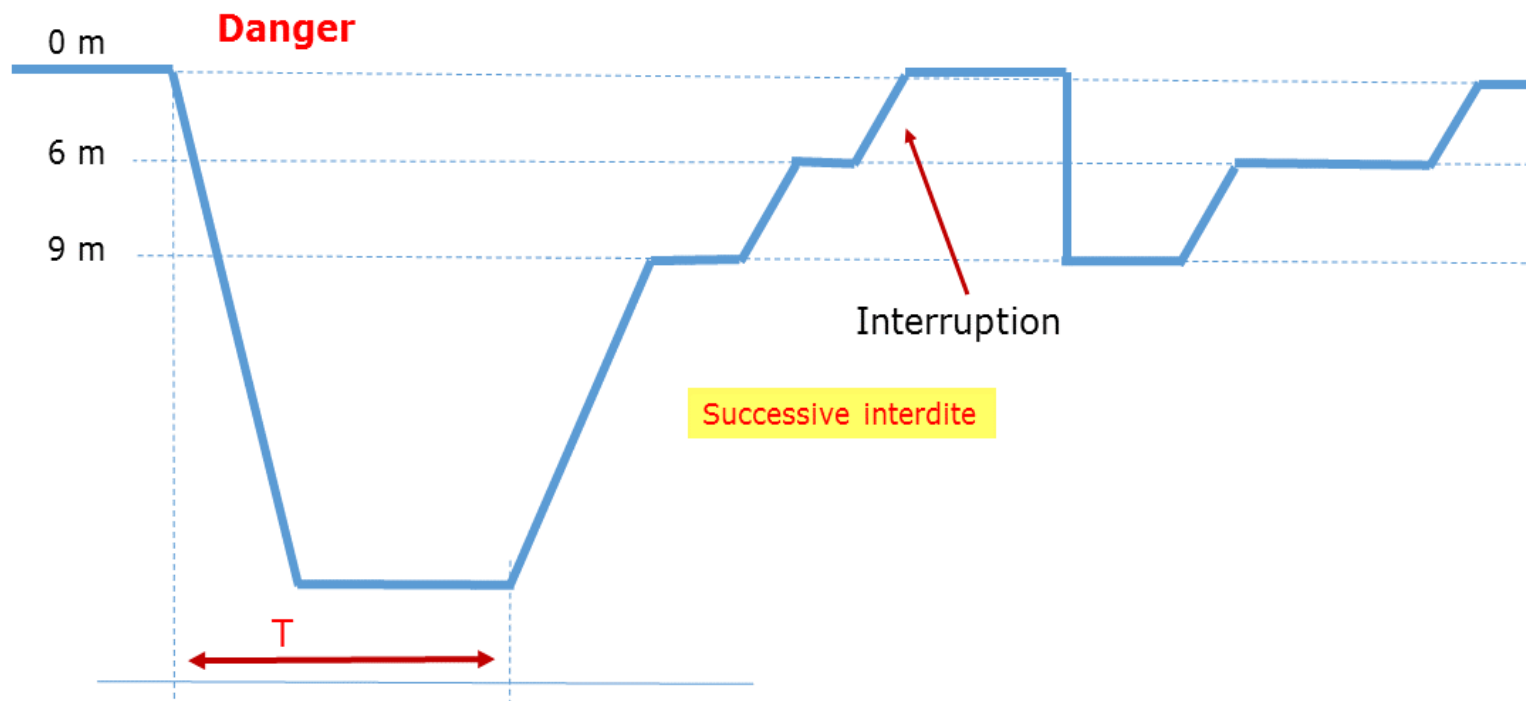 Danger
0 m
6 m
9 m
Interruption
Successive interdite
T